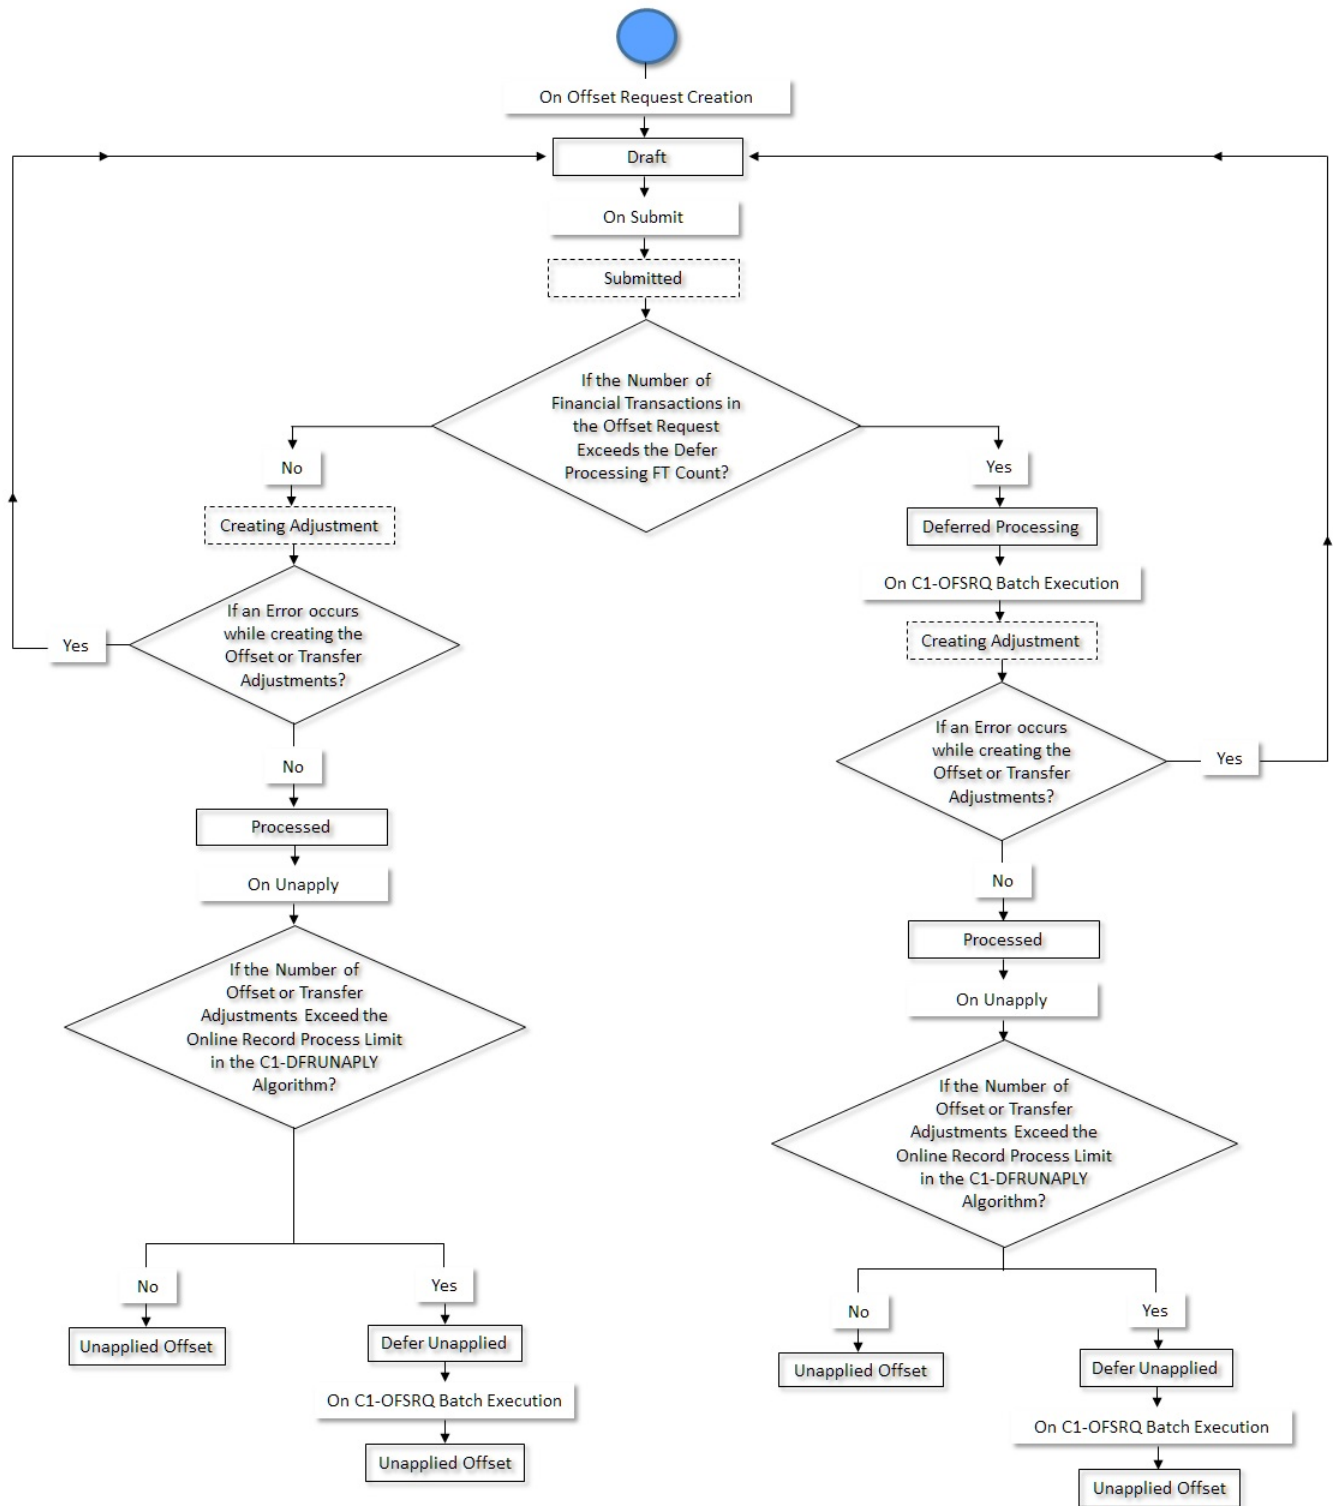 On Offset Request Creation
Draft
On Submit
Submitted
If the Number of
Financial Transactions in
the Offset Request
Exceeds the Defer
Processing FT Count?
No
Yes
Creating Adjustment
Deferred Processing
On C1-OFSRQ Batch Execution
If an Error occurs
while creating the
Offset or Transfer
Adjustments?
Yes
Creating Adjustment
If an Error occurs
while creating the
Offset or Transfer
Adjustments?
Yes
No
Processed
On Unapply
No
Processed
On Unapply
If the Number of
Offset or Transfer
Adjustments Exceed the
Online Record Process Limit
in the C1-DFRUNAPLY
Algorithm?
If the Number of
Offset or Transfer
Adjustments Exceed the
Online Record Process Limit
in the C1-DFRUNAPLY
Algorithm?
No
Yes
Unapplied Offset
Defer Unapplied
On C1-OFSRQ Batch Execution
Unapplied Offset
No
Yes
Unapplied Offset
Defer Unapplied
On C1-OFSRQ Batch Execution
Unapplied Offset